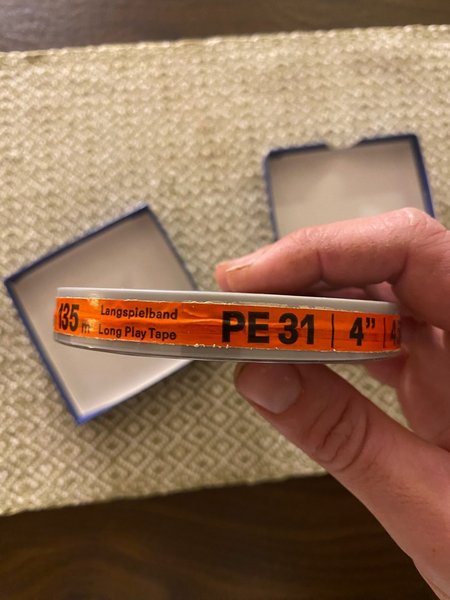 135 m Langspielband
Long Play Tape
PE 31 4"